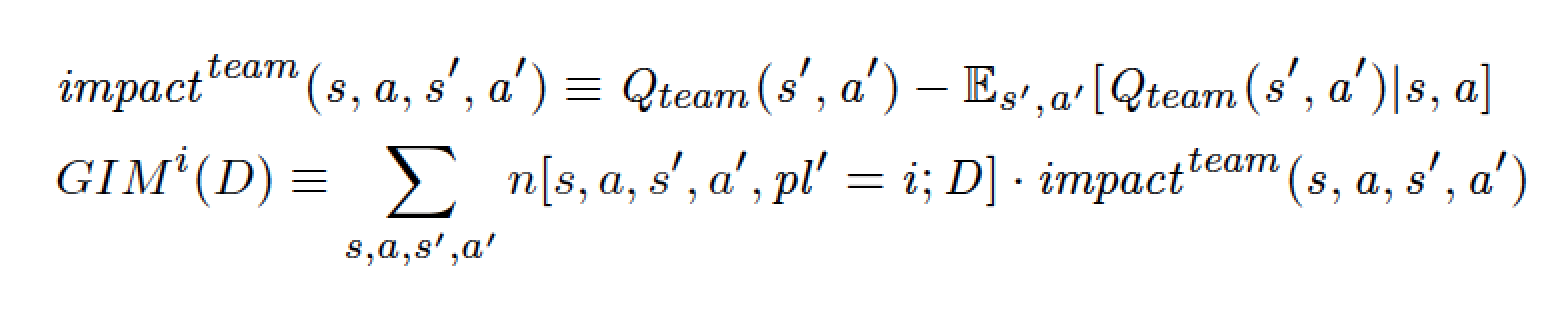 impact^{team}(s, a, s′, a′) ≡ Q_{team}(s′, a′) − 𝔼_{s′,a′}[Q_{team}(s′, a′)|s, a]
GIM^{i}(D) ≡ ∑_{s,a,s′,a′} n[s, a, s′, a′, pl′ = i; D] · impact^{team}(s, a, s′, a′)